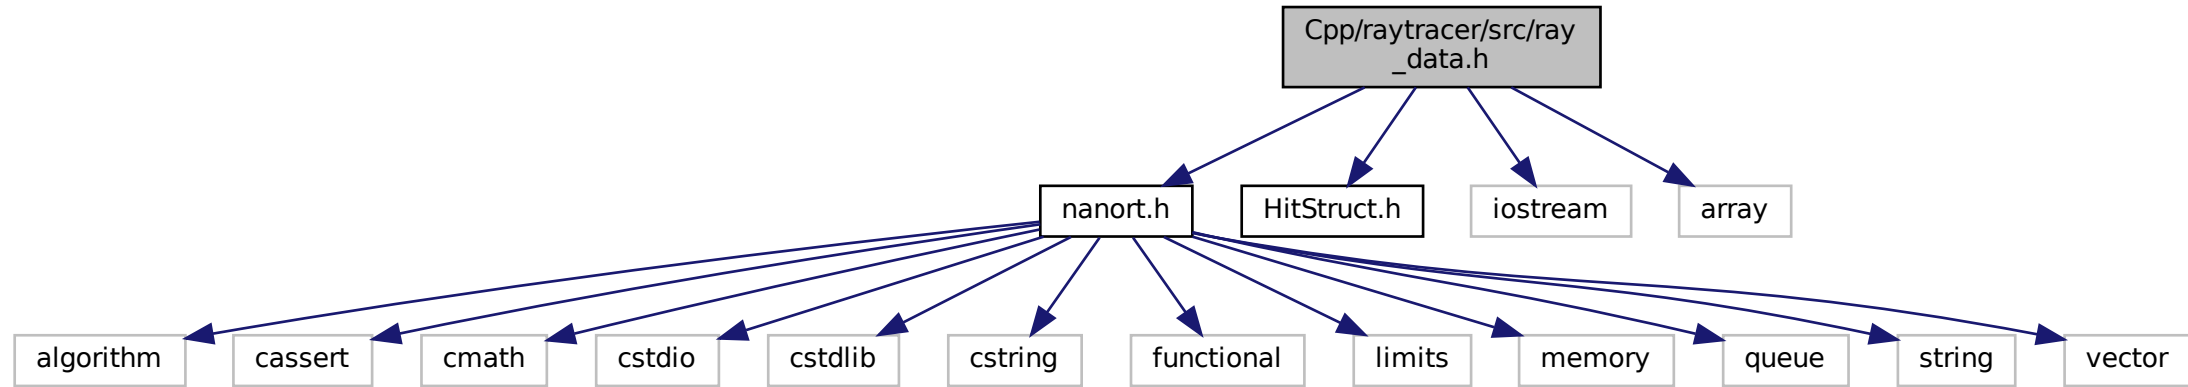 Cpp/raytracer/src/ray
_data.h
nanort.h
HitStruct.h
iostream
array
algorithm
cassert
cmath
cstdio
cstdlib
cstring
functional
limits
memory
queue
string
vector